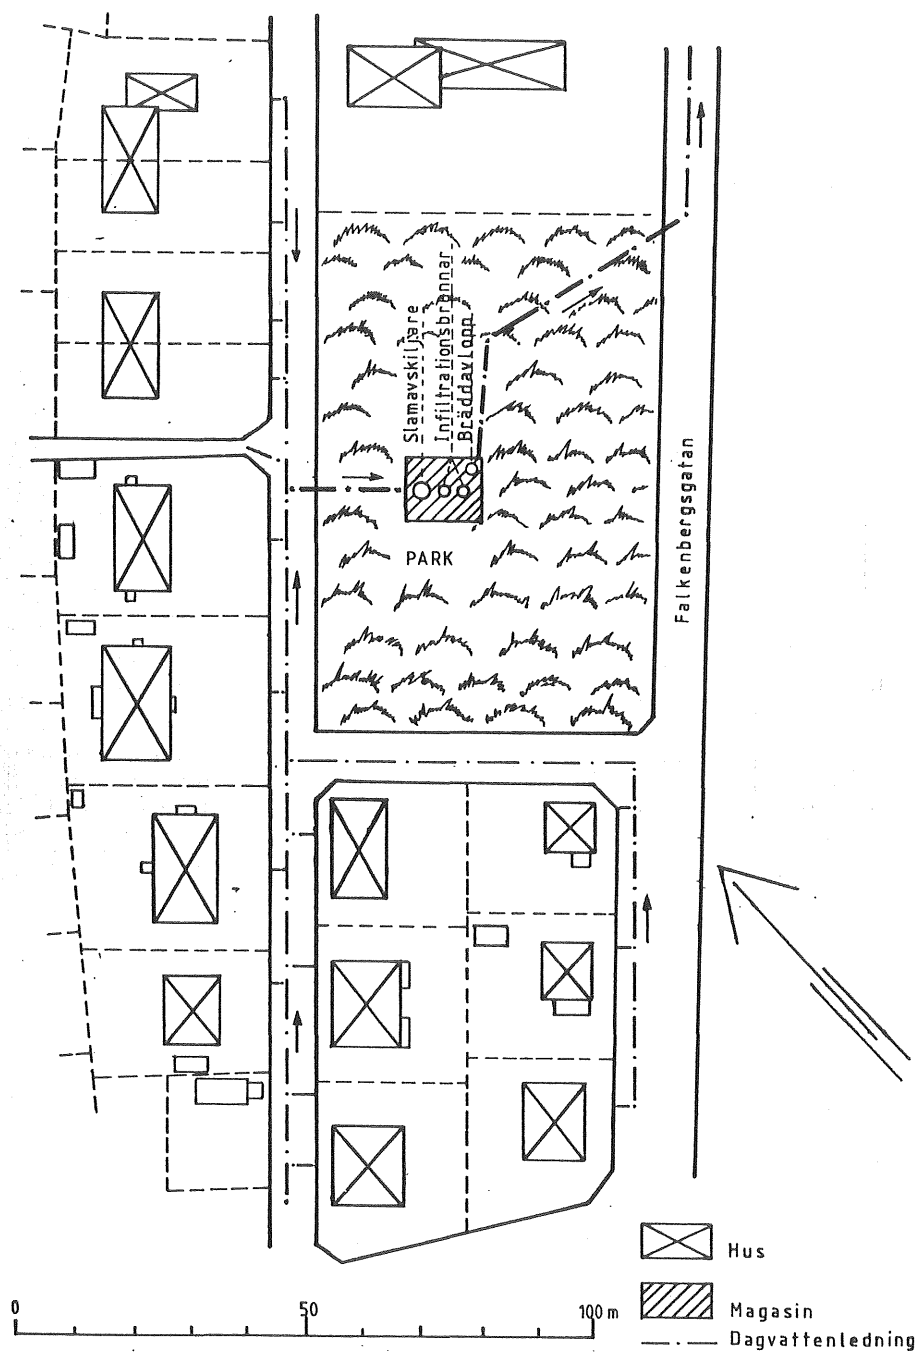 Slamavskiljare
Infiltrationsbrunnar
Bräddavlopp
PARK
Falkenbergsgatan
Hus
0 50 100 m
Magasin
Dagvattenledning